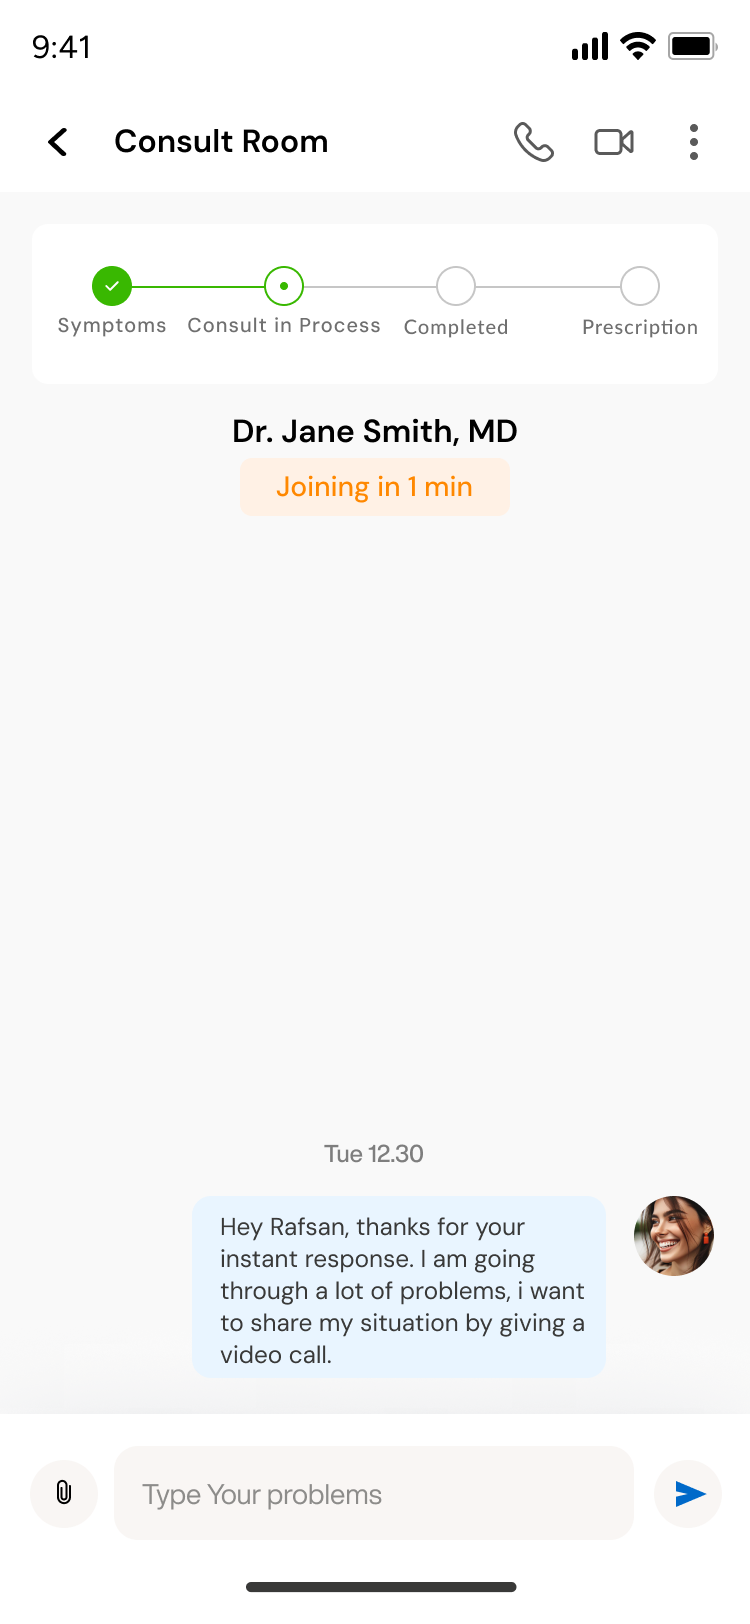 9:41
Consult Room
Symptoms
Consult in Process
Completed
Prescription
Dr. Jane Smith, MD
Joining in 1 min
Tue 12.30
Hey Rafsan, thanks for your
instant response. I am going
through a lot of problems, i want
to share my situation by giving a
video call.
Type Your problems